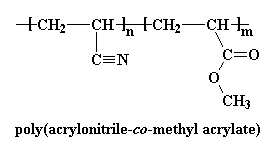 -[-CH₂-CH-]-n-[-CH₂-CH-]-m
C≡N C=O
O
CH₃
poly(acrylonitrile-co-methyl acrylate)